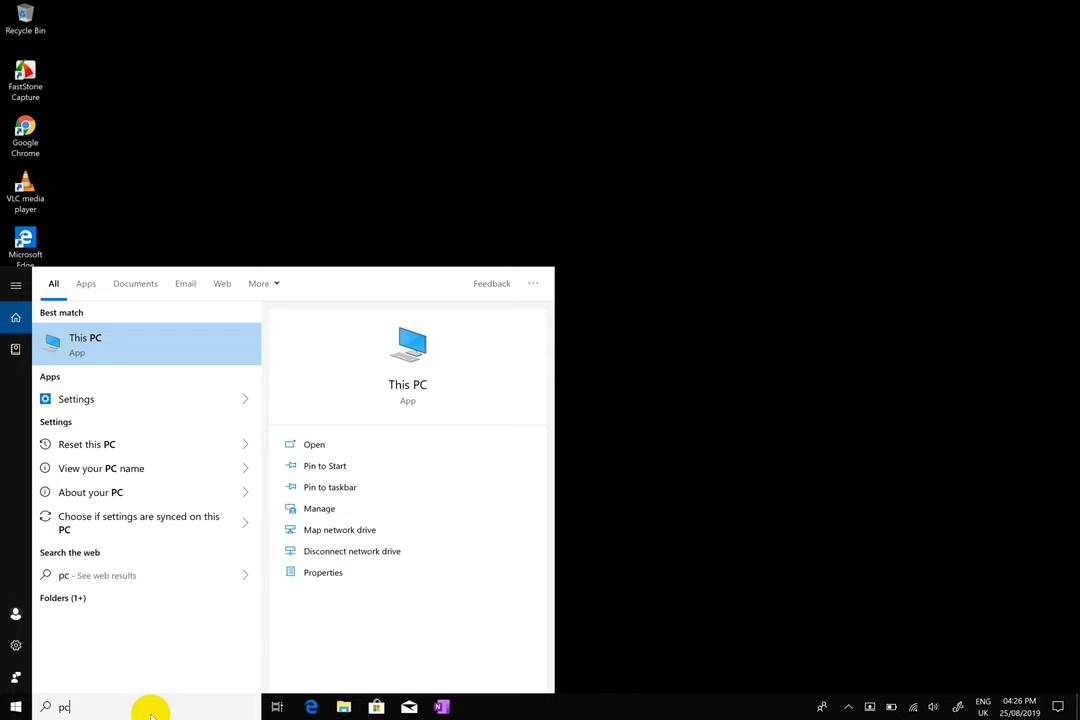 Recycle Bin
FastStone
Capture
Google
Chrome
VLC media
player
Microsoft
Edge
All Apps Documents Email Web More Feedback ...
Best match
This PC
App
Apps
Settings
Settings
Reset this PC
View your PC name
About your PC
Choose if settings are synced on this
PC
Search the web
pc - See web results
Folders (1+)
This PC
App
Open
Pin to Start
Pin to taskbar
Manage
Map network drive
Disconnect network drive
Properties
pc
N
ENG
UK
04:26 PM
25/08/2019